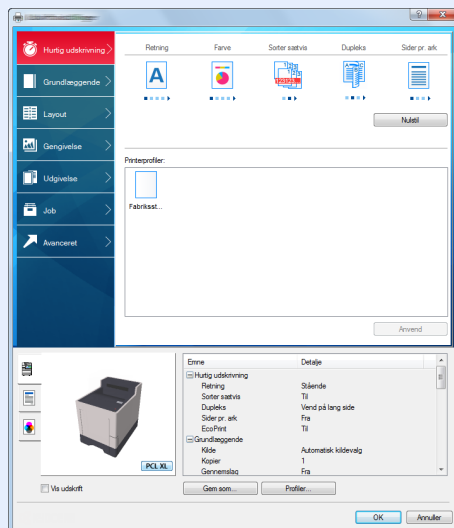 Hurtig udskrivning
Grundlæggende
Layout
Gengivelse
Udgivelse
Job
Avanceret
Retning Farve Sorter sætvis Dupleks Sider pr. ark
A
123123
Nulstil
Printerprofiler:
Fabriksst...
Anvend
PCL XL
Vis udskrift
Emne Detalje
Hurtig udskrivning
Retning Stående
Sorter sætvis Til
Dupleks Vend på lang side
Sider pr. ark Fra
EcoPrint Til
Grundlæggende
Kilde Automatisk kildevalg
Kopier 1
Gennemslag Fra
Gem som... Profiler...
OK Annuller